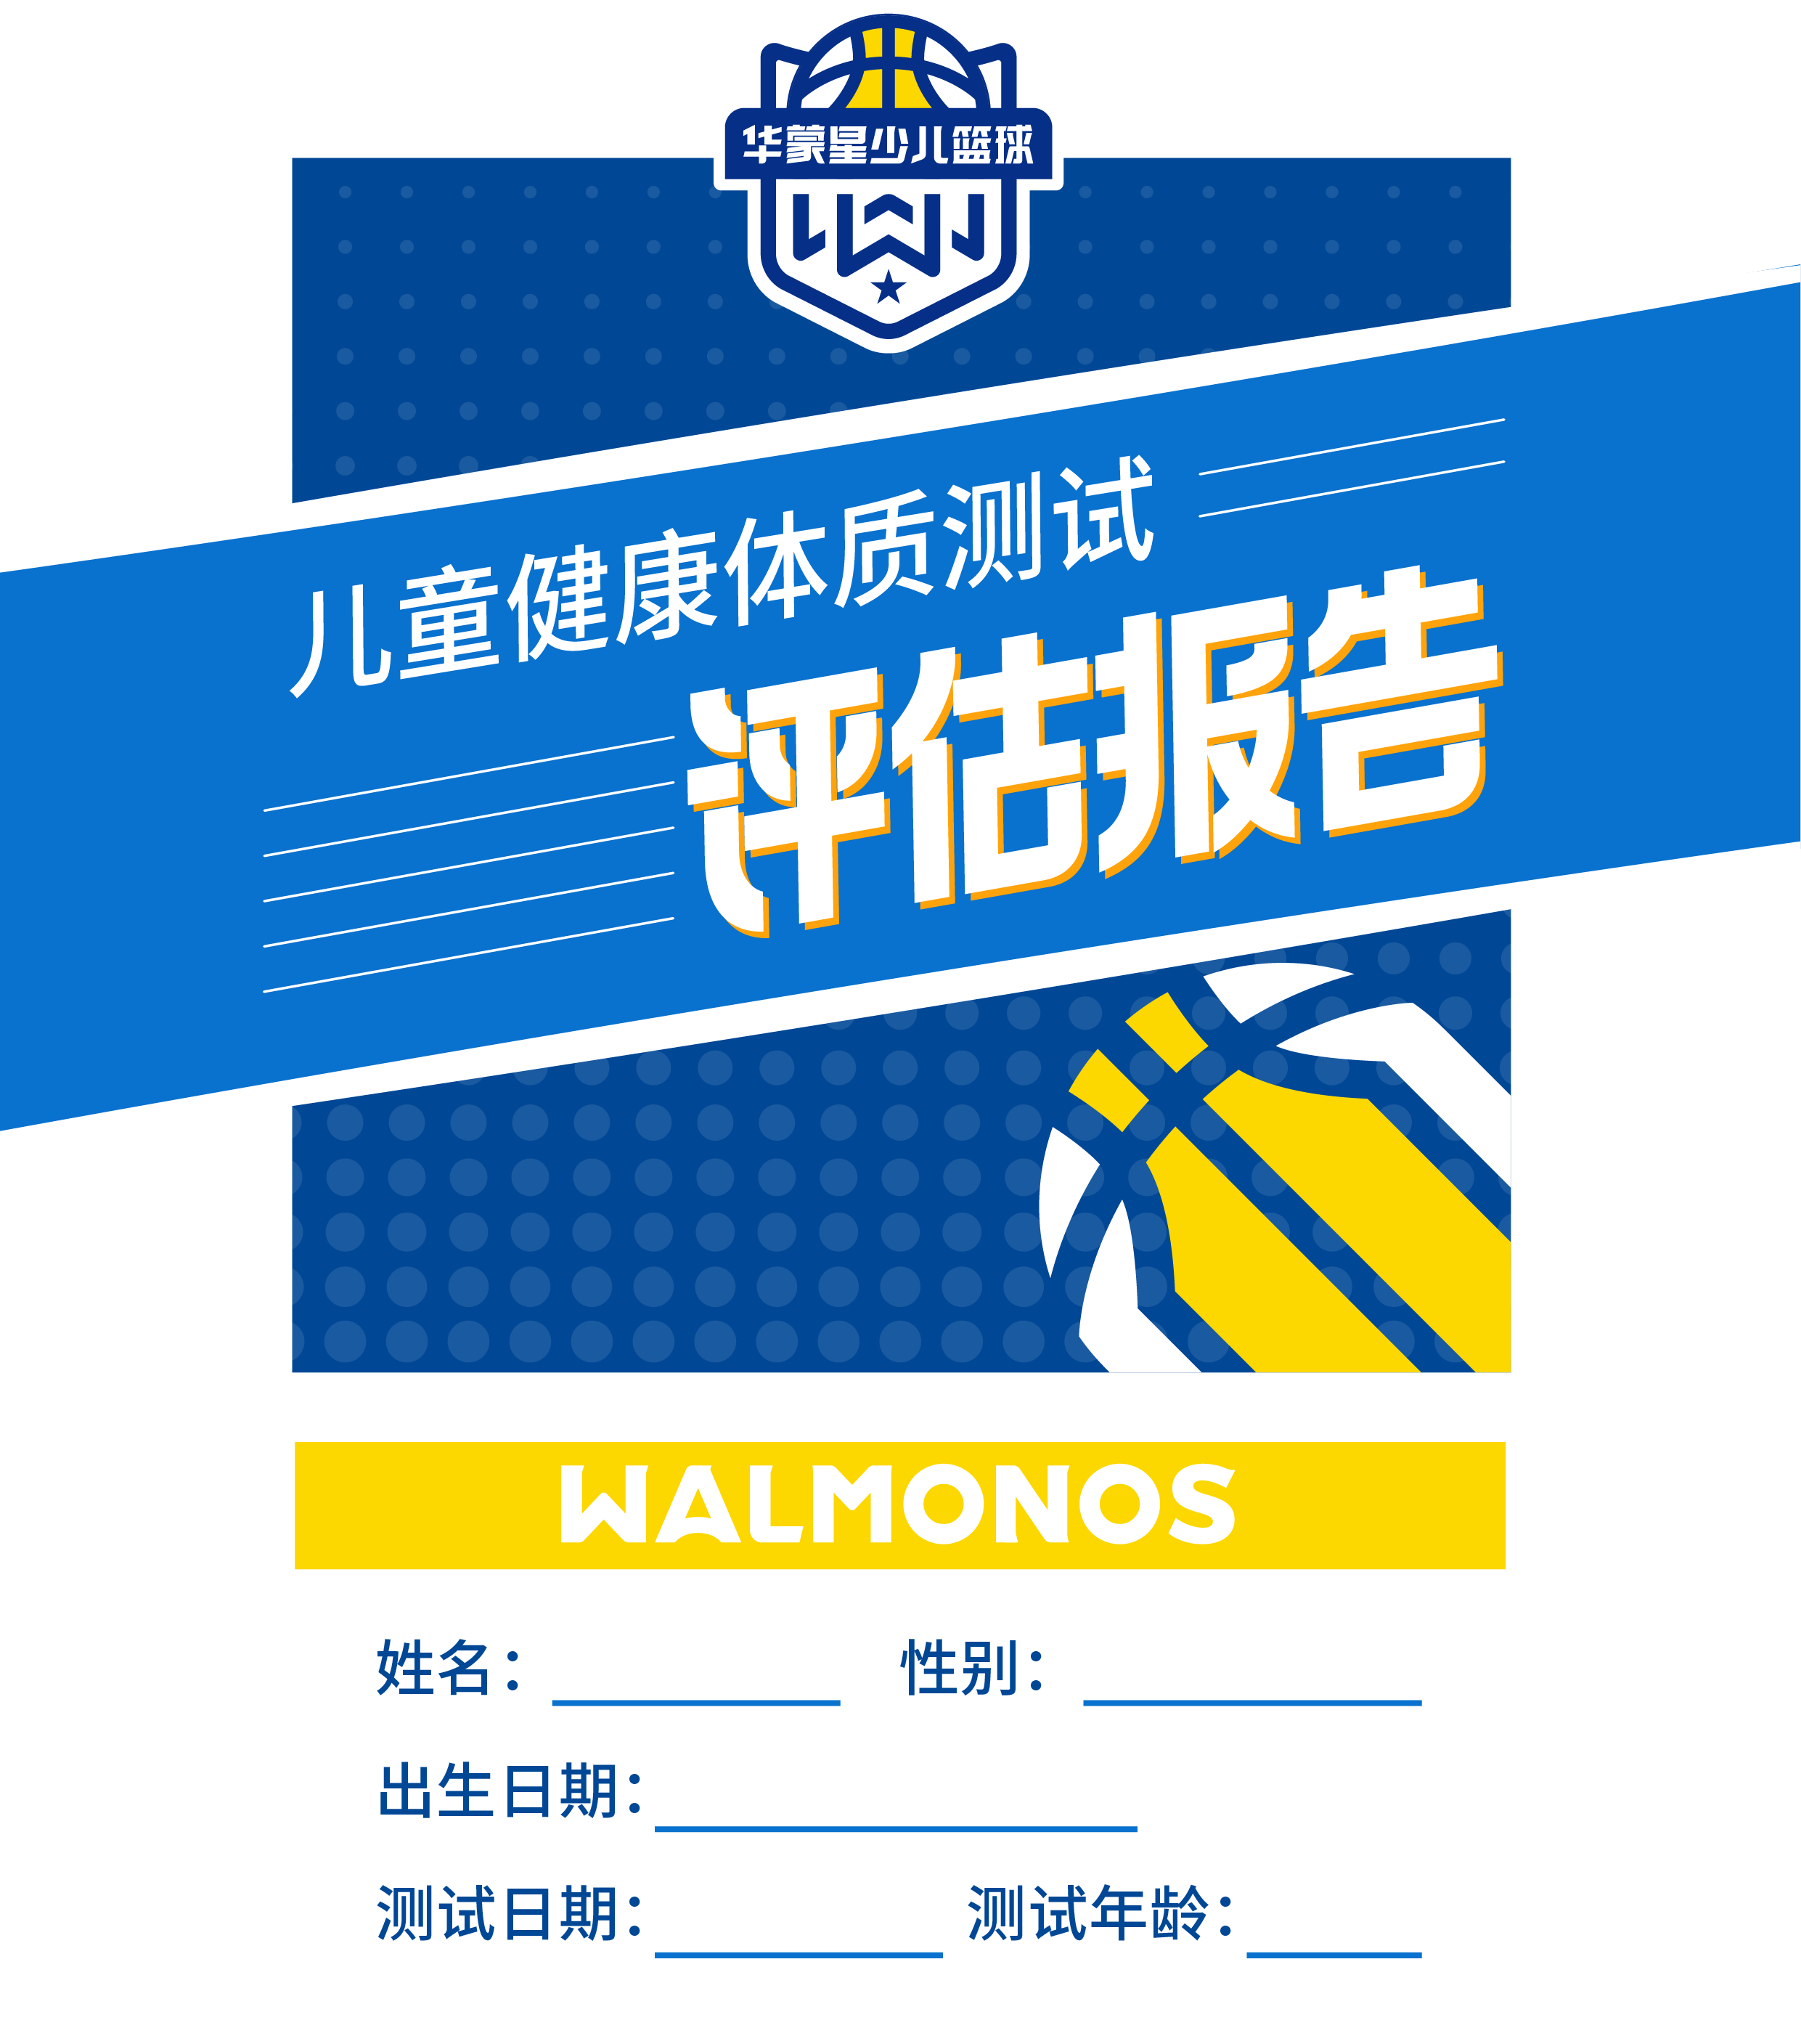 华蒙星少儿篮球
儿童健康体质测试
评估报告
WALMONOS
姓名： 性别：
出生日期：
测试日期： 测试年龄：